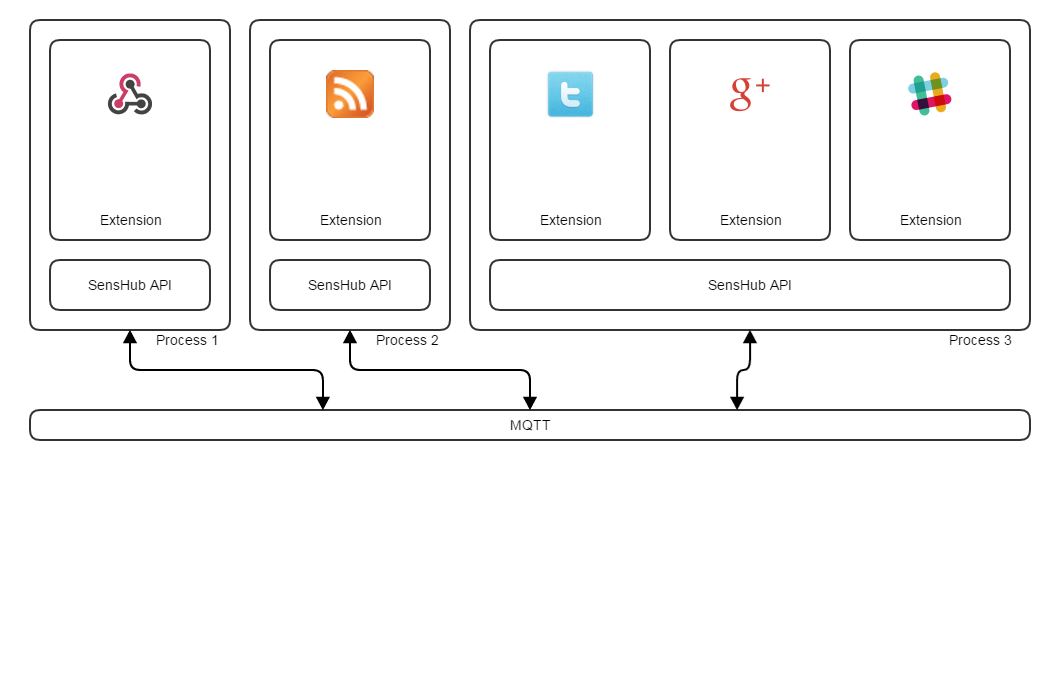 g+
Extension
Extension
Extension
Extension
Extension
SensHub API
SensHub API
SensHub API
Process 1
Process 2
Process 3
MQTT